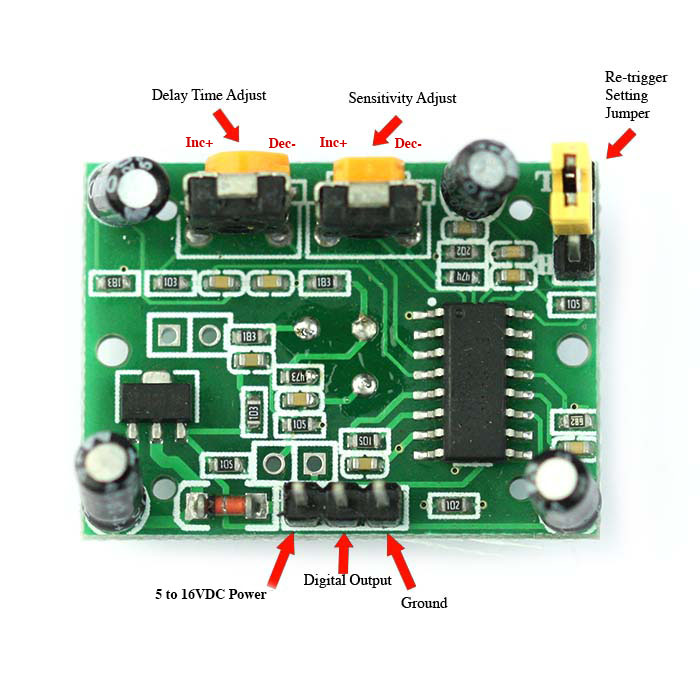 Re-trigger
Setting
Jumper
Delay Time Adjust
Sensitivity Adjust
Inc+
Dec-
Inc+
Dec-
T
202
474
183
103
183
105
183
473
103
105
682
105
105
102
5 to 16VDC Power
Digital Output
Ground